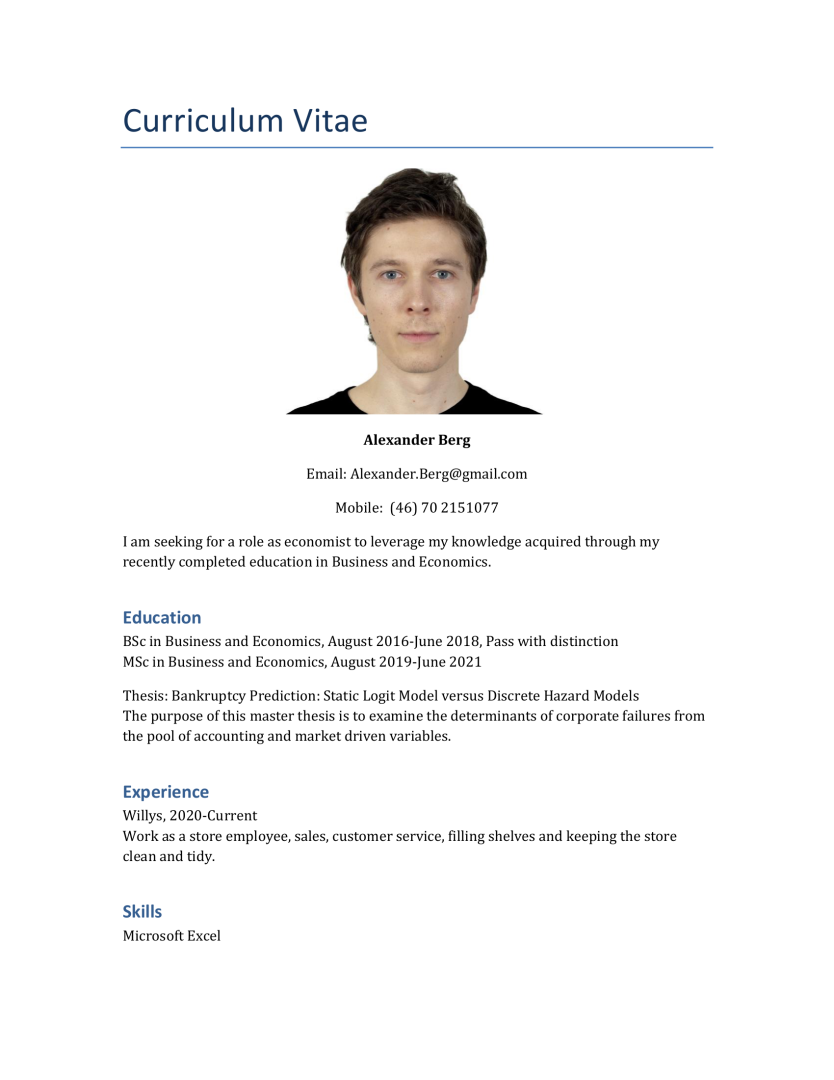 Curriculum Vitae
Alexander Berg
Email: Alexander.Berg@gmail.com
Mobile:  (46) 70 2151077
I am seeking for a role as economist to leverage my knowledge acquired through my
recently completed education in Business and Economics.
Education
BSc in Business and Economics, August 2016-June 2018, Pass with distinction
MSc in Business and Economics, August 2019-June 2021
Thesis: Bankruptcy Prediction: Static Logit Model versus Discrete Hazard Models
The purpose of this master thesis is to examine the determinants of corporate failures from
the pool of accounting and market driven variables.
Experience
Willys, 2020-Current
Work as a store employee, sales, customer service, filling shelves and keeping the store
clean and tidy.
Skills
Microsoft Excel